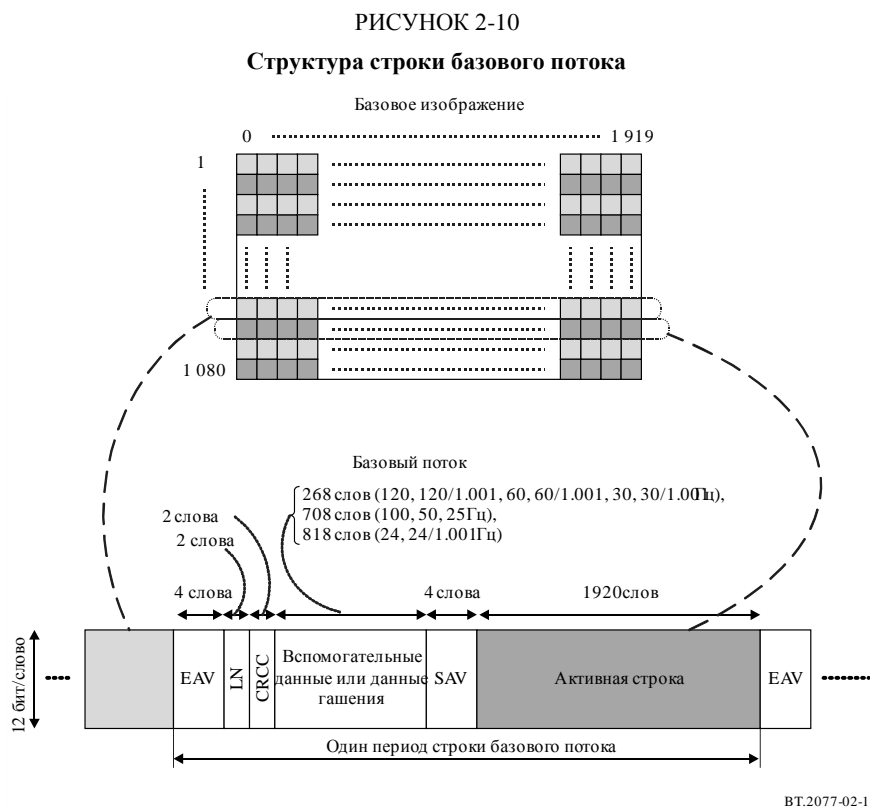 РИСУНОК 2-10
Структура строки базового потока
Базовое изображение
0
1 919
1
1 080
Базовый поток
268 слов (120, 120/1.001, 60, 60/1.001, 30, 30/1.001Гц),
708 слов (100, 50, 25Гц),
818 слов (24, 24/1.001Гц)
2 слова
2 слова
4 слова
4 слова
1920слов
12 бит/слово
EAV
LN
CRCC
Вспомогательные
данные или данные
гашения
SAV
Активная строка
EAV
Один период строки базового потока
BT.2077-02-1